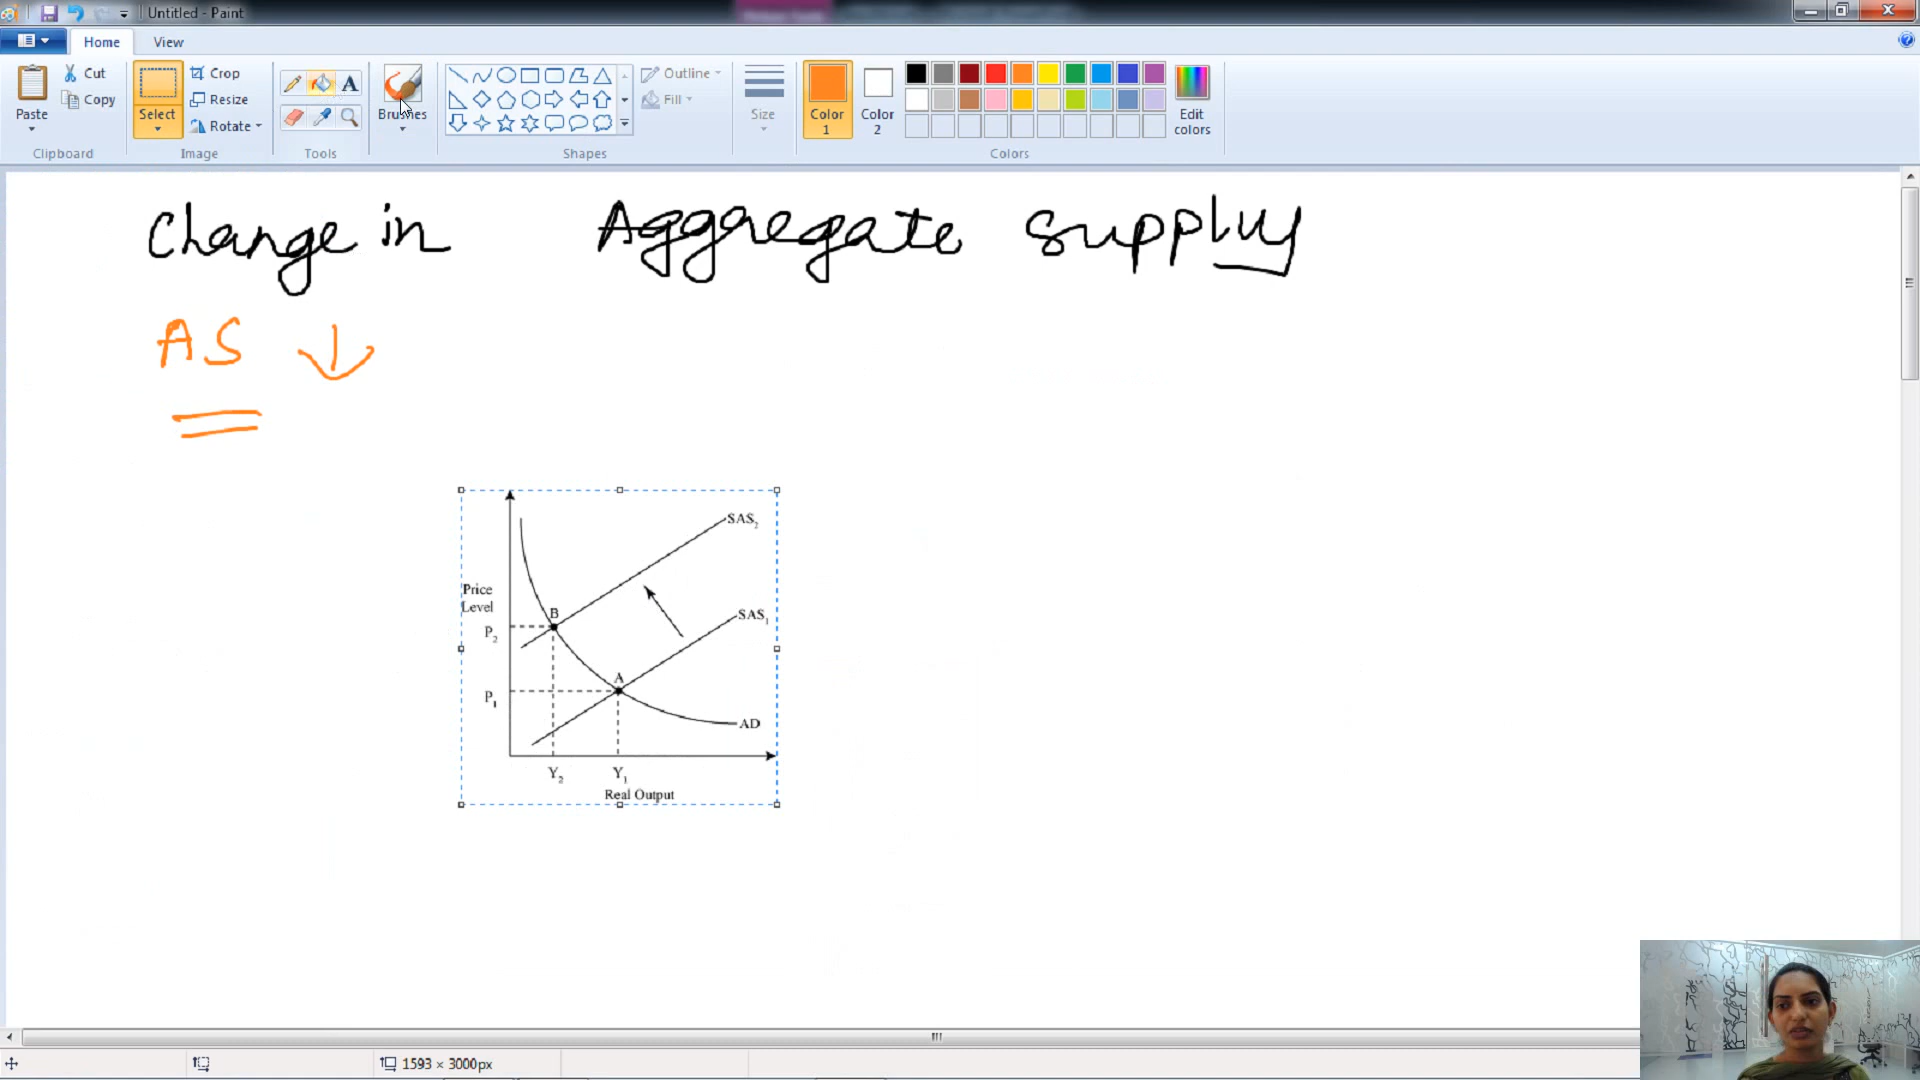 Untitled - Paint
Home View
Paste
Cut
Copy
Clipboard
Select
Crop
Resize
Rotate
Image
Tools
Brushes
Shapes
Outline
Fill
Size
Color 1
Color 2
Edit colors
Colors
Change in Aggregate supply
AS ↓
SAS₂
Price
Level
B
SAS₁
P₂
A
P₁
AD
Y₂ Y₁
Real Output
1593 × 3000px